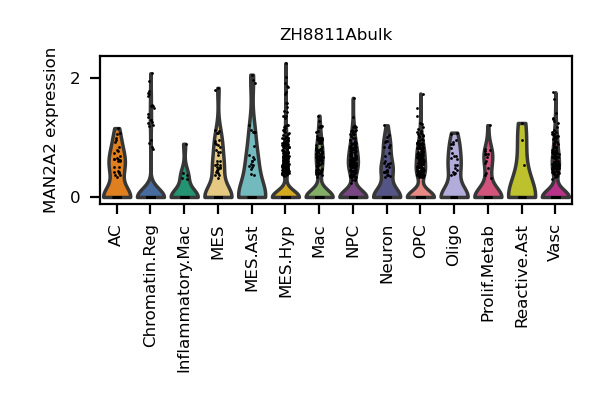 ZH8811Abulk
MAN2A2 expression
2
0
AC
Chromatin.Reg
Inflammatory.Mac
MES
MES.Ast
MES.Hyp
Mac
NPC
Neuron
OPC
Oligo
Prolif.Metab
Reactive.Ast
Vasc